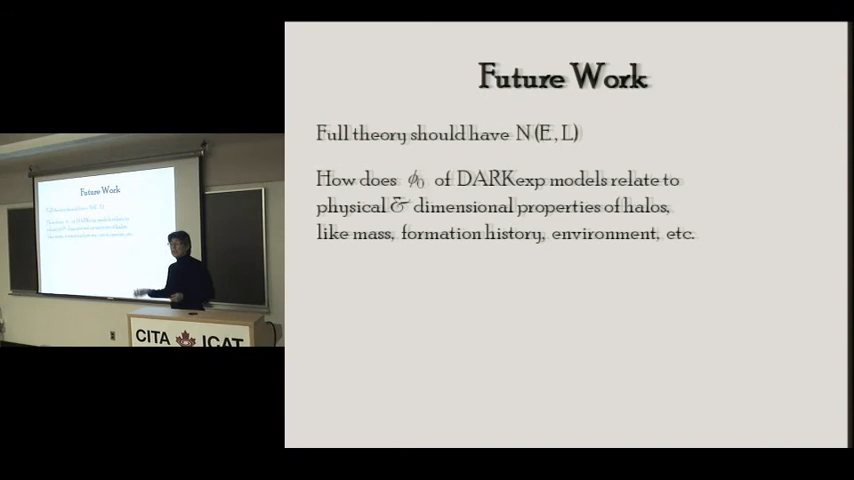 Future Work
Full theory should have N(E,L)
How does ϕ0 of DARKexp models relate to
physical & dimensional properties of halos,
like mass, formation history, environment, etc.
Future Work
CITA ICAT